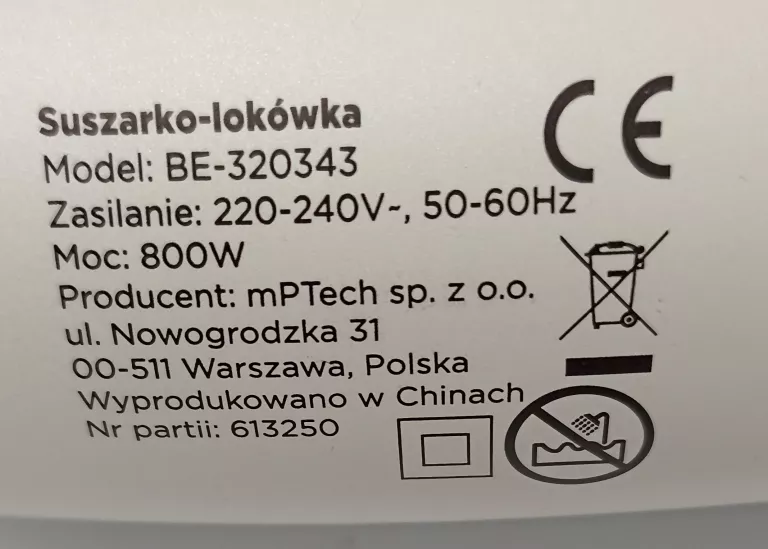 Suszarko-lokówka
Model: BE-320343
Zasilanie: 220-240V~, 50-60Hz
Moc: 800W
Producent: mPTech sp. z o.o.
ul. Nowogrodzka 31
00-511 Warszawa, Polska
Wyprodukowano w Chinach
Nr partii: 613250
CE